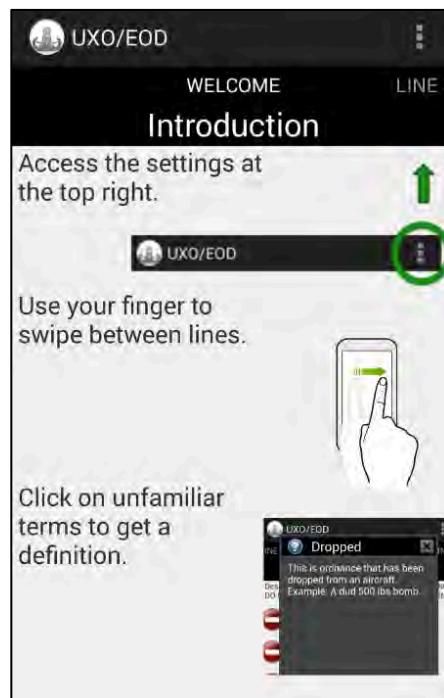 UXO/EOD
WELCOME LINE
Introduction
Access the settings at
the top right.
UXO/EOD
Use your finger to
swipe between lines.
Click on unfamiliar
terms to get a
definition.
UXO/EOD
Dropped
This is ordnance that has been
dropped from an aircraft.
Example: A dud 500 lbs bomb.